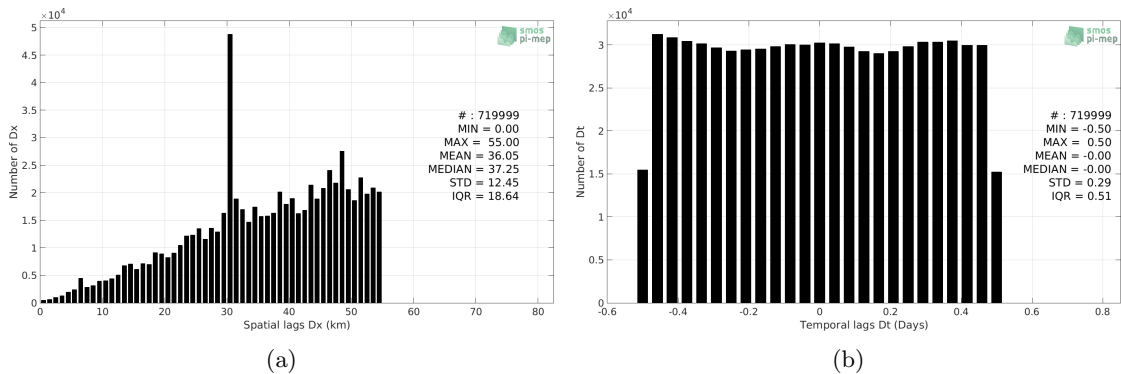 ×10⁴
5
4.5
4
3.5
3
2.5
2
1.5
1
0.5
0
Number of Dx
0 10 20 30 40 50 60 70 80
Spatial lags Dx (km)
smos
pi-mep
# : 719999
MIN = 0.00
MAX = 55.00
MEAN = 36.05
MEDIAN = 37.25
STD = 12.45
IQR = 18.64
(a)
×10⁴
3
2.5
2
1.5
1
0.5
0
Number of Dt
-0.6 -0.4 -0.2 0 0.2 0.4 0.6 0.8
Temporal lags Dt (Days)
smos
pi-mep
# : 719999
MIN = -0.50
MAX = 0.50
MEAN = -0.00
MEDIAN = -0.00
STD = 0.29
IQR = 0.51
(b)